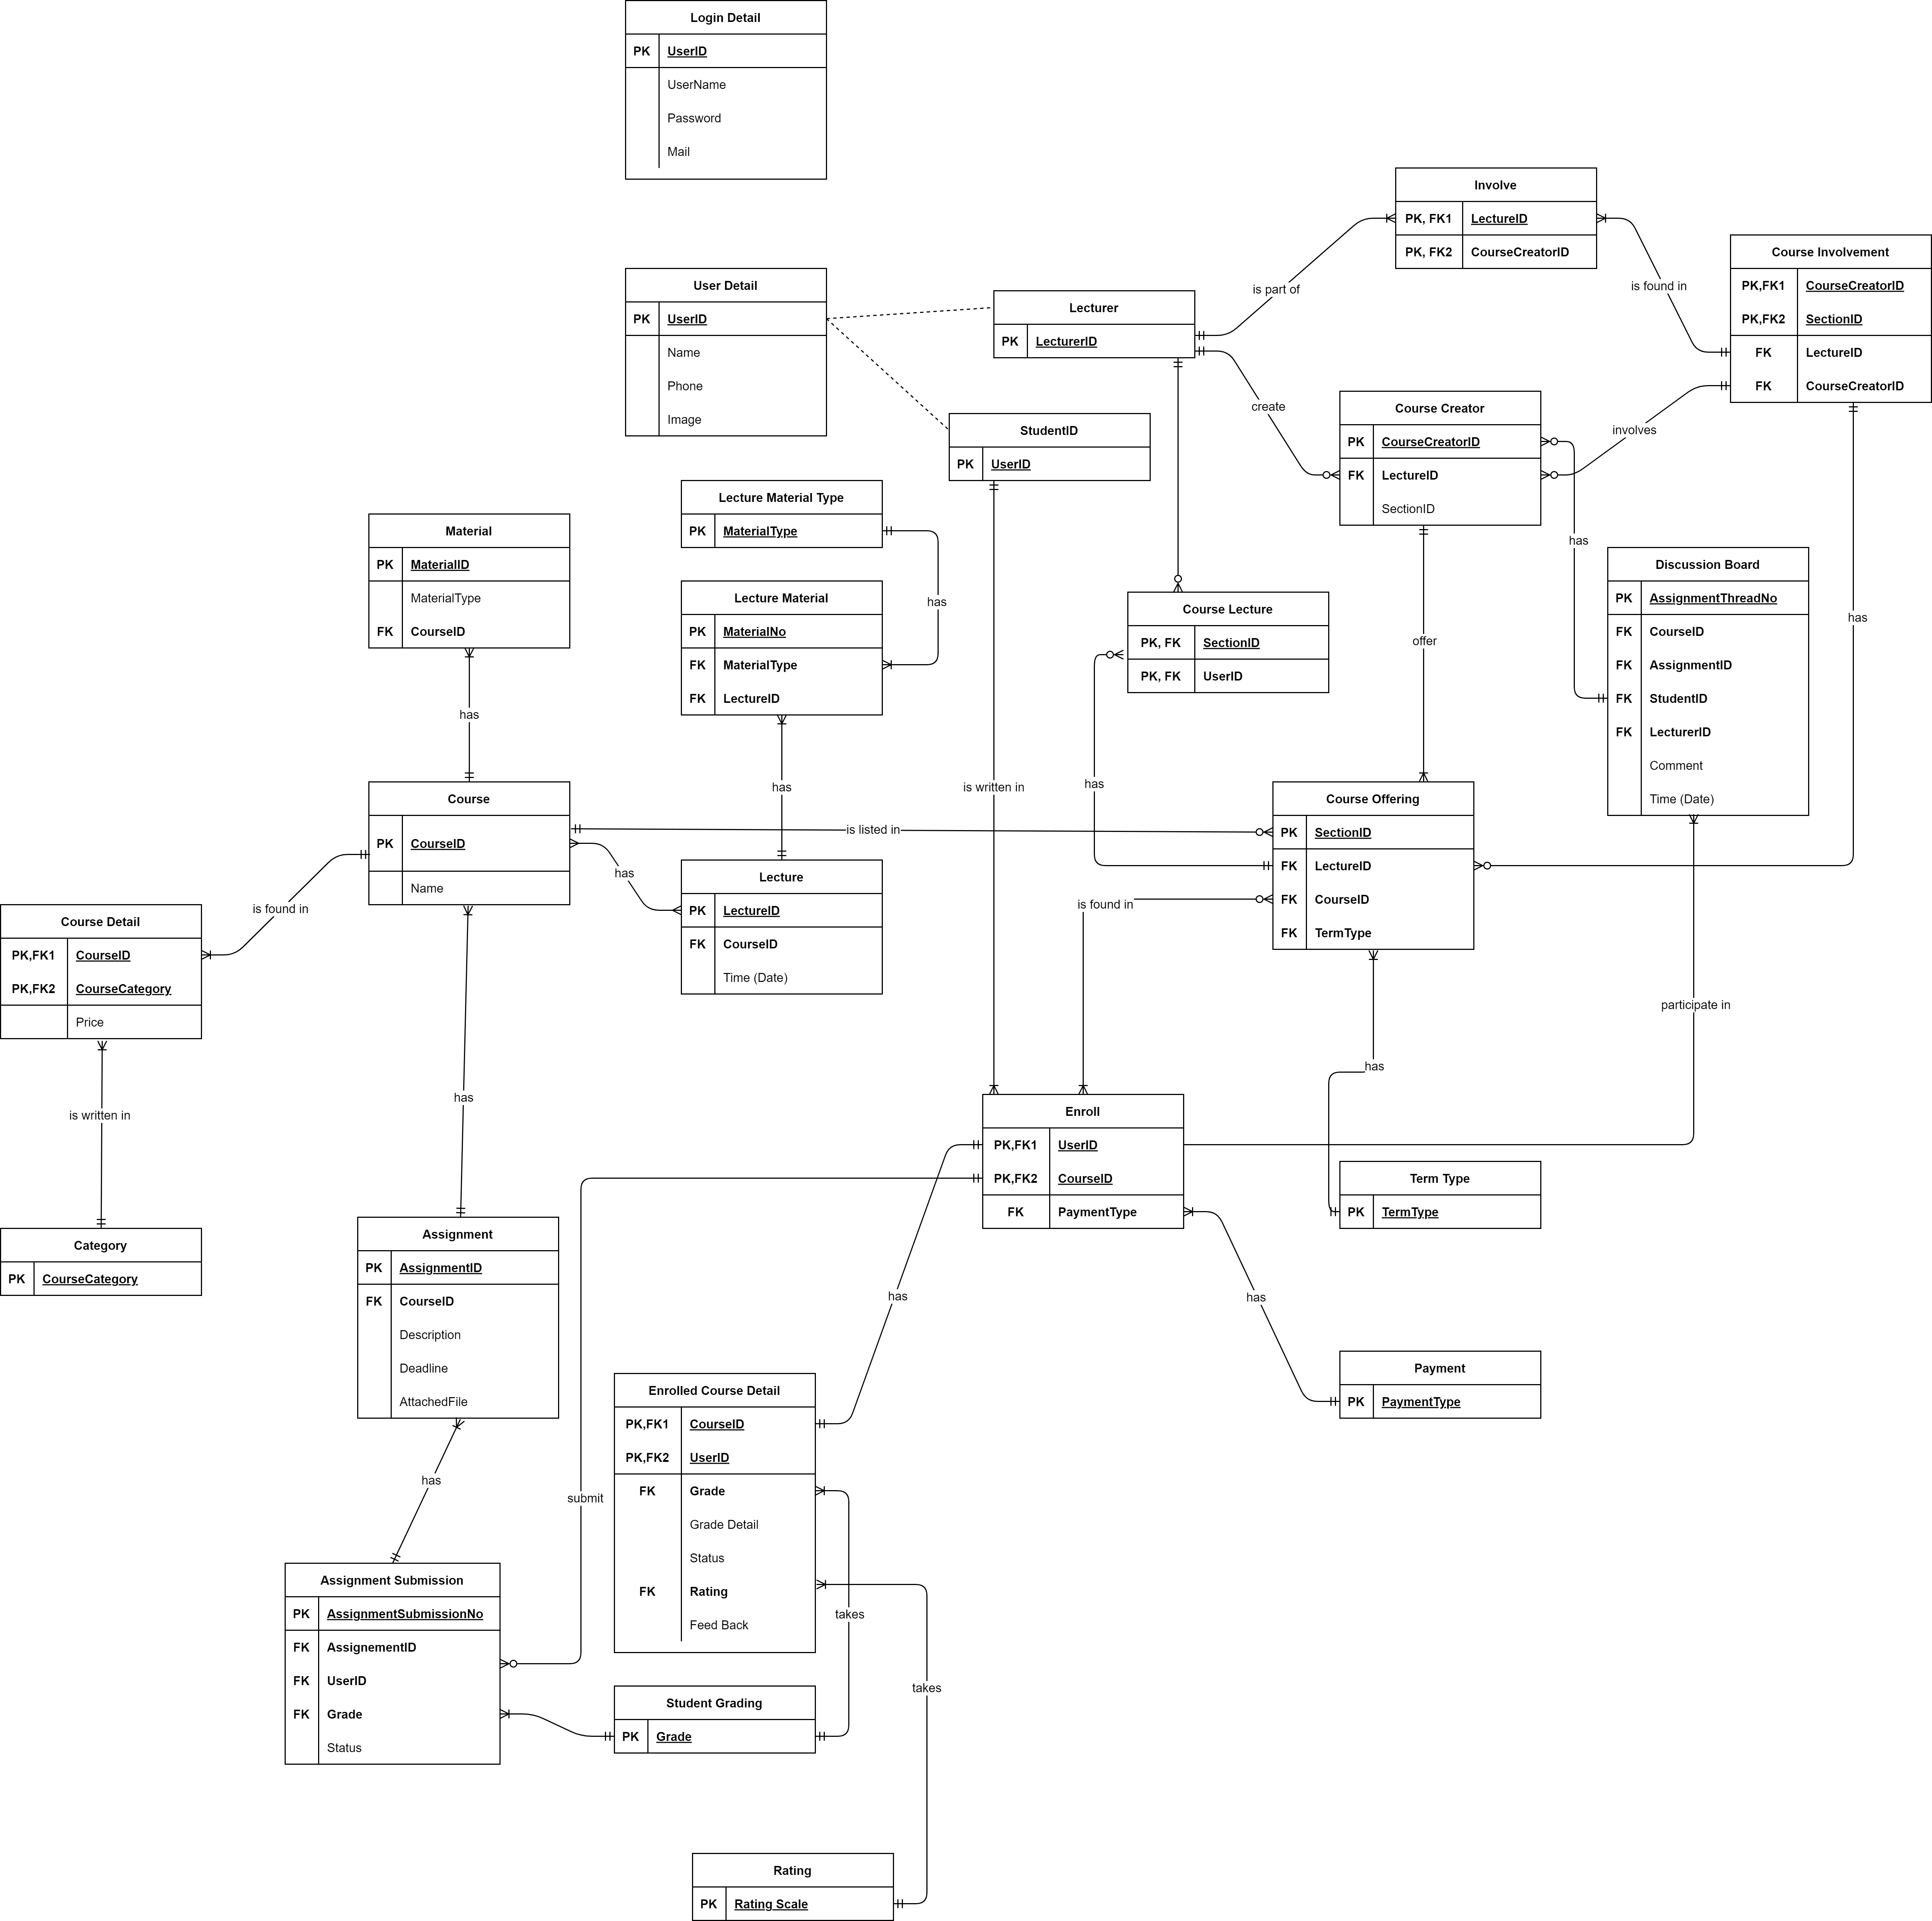 Login Detail
PK UserID
UserName
Password
Mail
User Detail
PK UserID
Name
Phone
Image
Lecturer
PK LecturerID
StudentID
PK UserID
Involve
PK, FK1 LectureID
PK, FK2 CourseCreatorID
Course Involvement
PK,FK1 CourseCreatorID
PK,FK2 SectionID
FK LectureID
FK CourseCreatorID
is part of
is found in
create
involves
Course Creator
PK CourseCreatorID
FK LectureID
SectionID
has
Discussion Board
PK AssignmentThreadNo
FK CourseID
FK AssignmentID
FK StudentID
FK LecturerID
Comment
Time (Date)
has
Lecture Material Type
PK MaterialType
has
Lecture Material
PK MaterialNo
FK MaterialType
FK LectureID
Material
PK MaterialID
MaterialType
FK CourseID
has
has
Course Lecture
PK, FK SectionID
PK, FK UserID
offer
has
is written in
Course
PK CourseID
Name
is listed in
has
Lecture
PK LectureID
FK CourseID
Time (Date)
Course Offering
PK SectionID
FK LectureID
FK CourseID
FK TermType
is found in
is found in
Course Detail
PK,FK1 CourseID
PK,FK2 CourseCategory
Price
is written in
Category
PK CourseCategory
has
has
participate in
Enroll
PK,FK1 UserID
PK,FK2 CourseID
FK PaymentType
Term Type
PK TermType
has
Payment
PK PaymentType
Assignment
PK AssignmentID
FK CourseID
Description
Deadline
AttachedFile
has
has
submit
Enrolled Course Detail
PK,FK1 CourseID
PK,FK2 UserID
FK Grade
Grade Detail
Status
FK Rating
Feed Back
takes
takes
Assignment Submission
PK AssignmentSubmissionNo
FK AssignementID
FK UserID
FK Grade
Status
Student Grading
PK Grade
Rating
PK Rating Scale